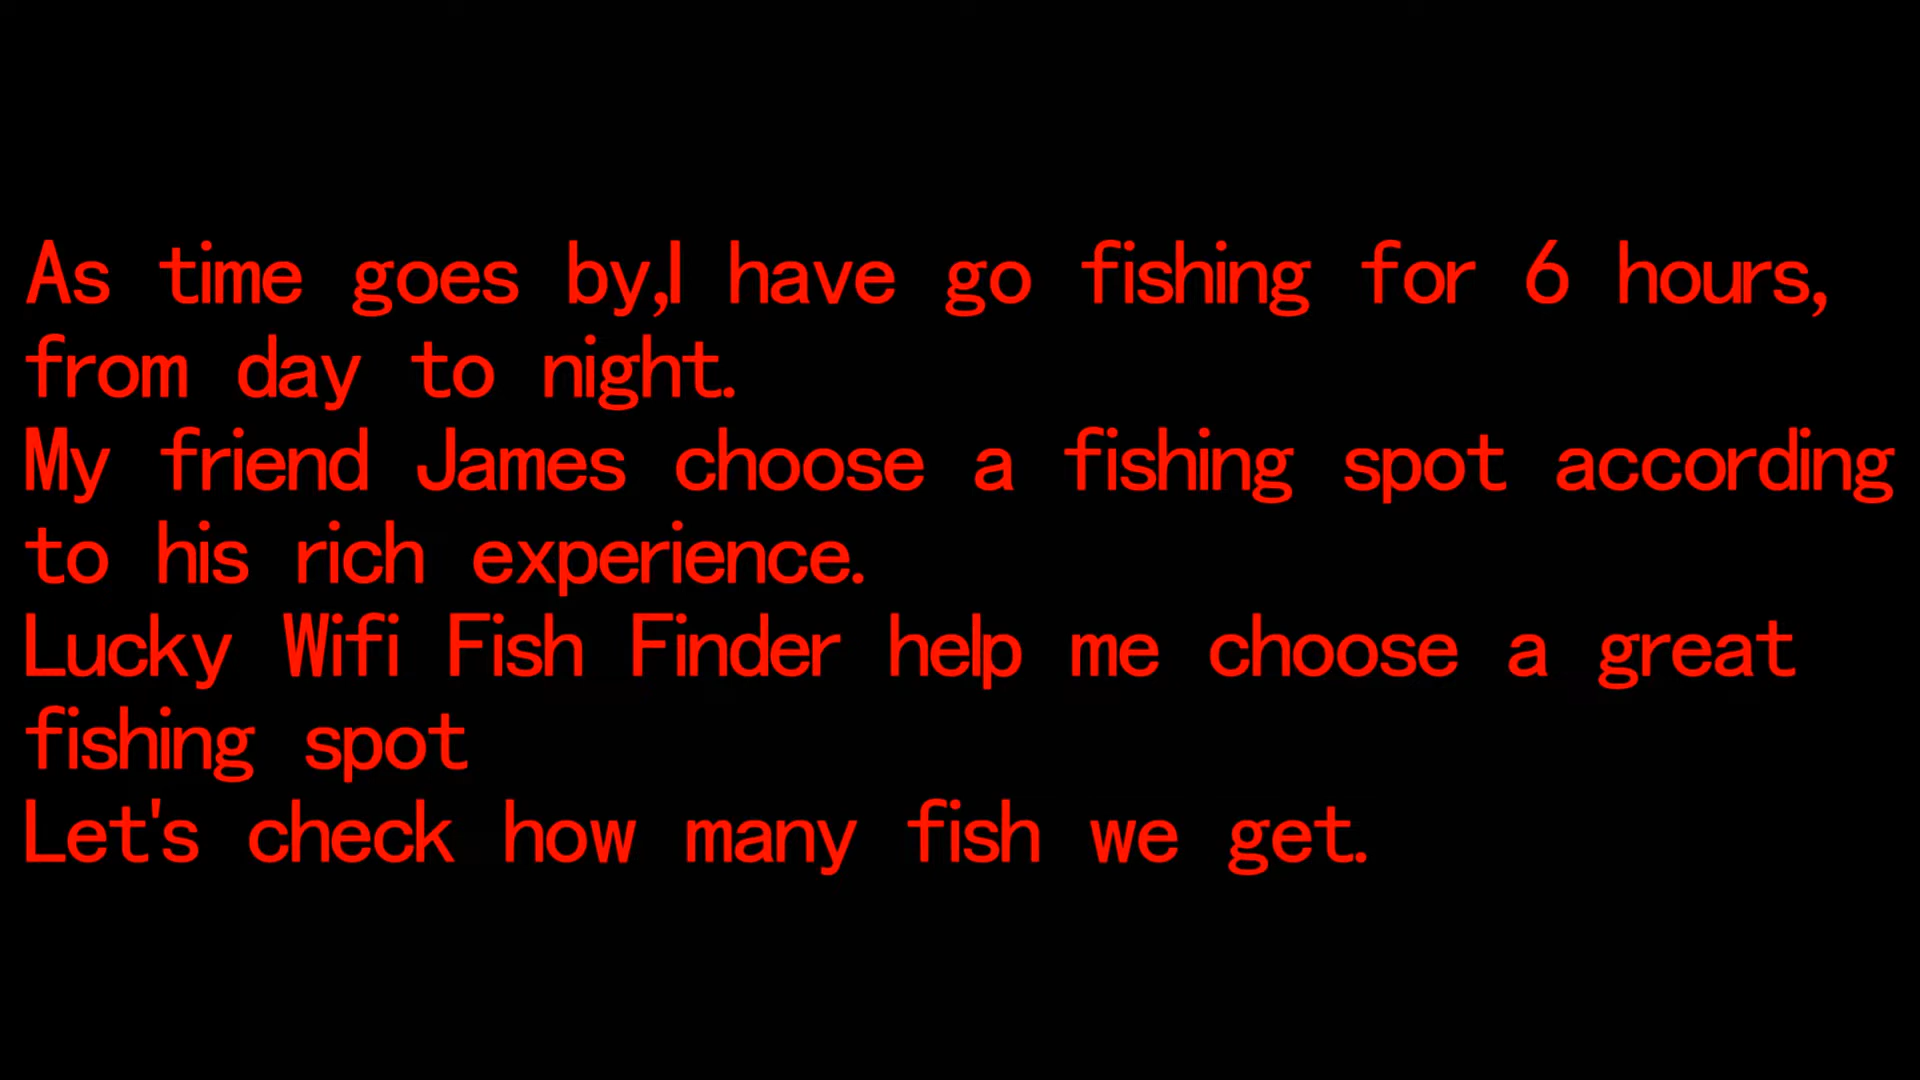 As time goes by,I have go fishing for 6 hours,
from day to night.
My friend James choose a fishing spot according
to his rich experience.
Lucky Wifi Fish Finder help me choose a great
fishing spot
Let's check how many fish we get.